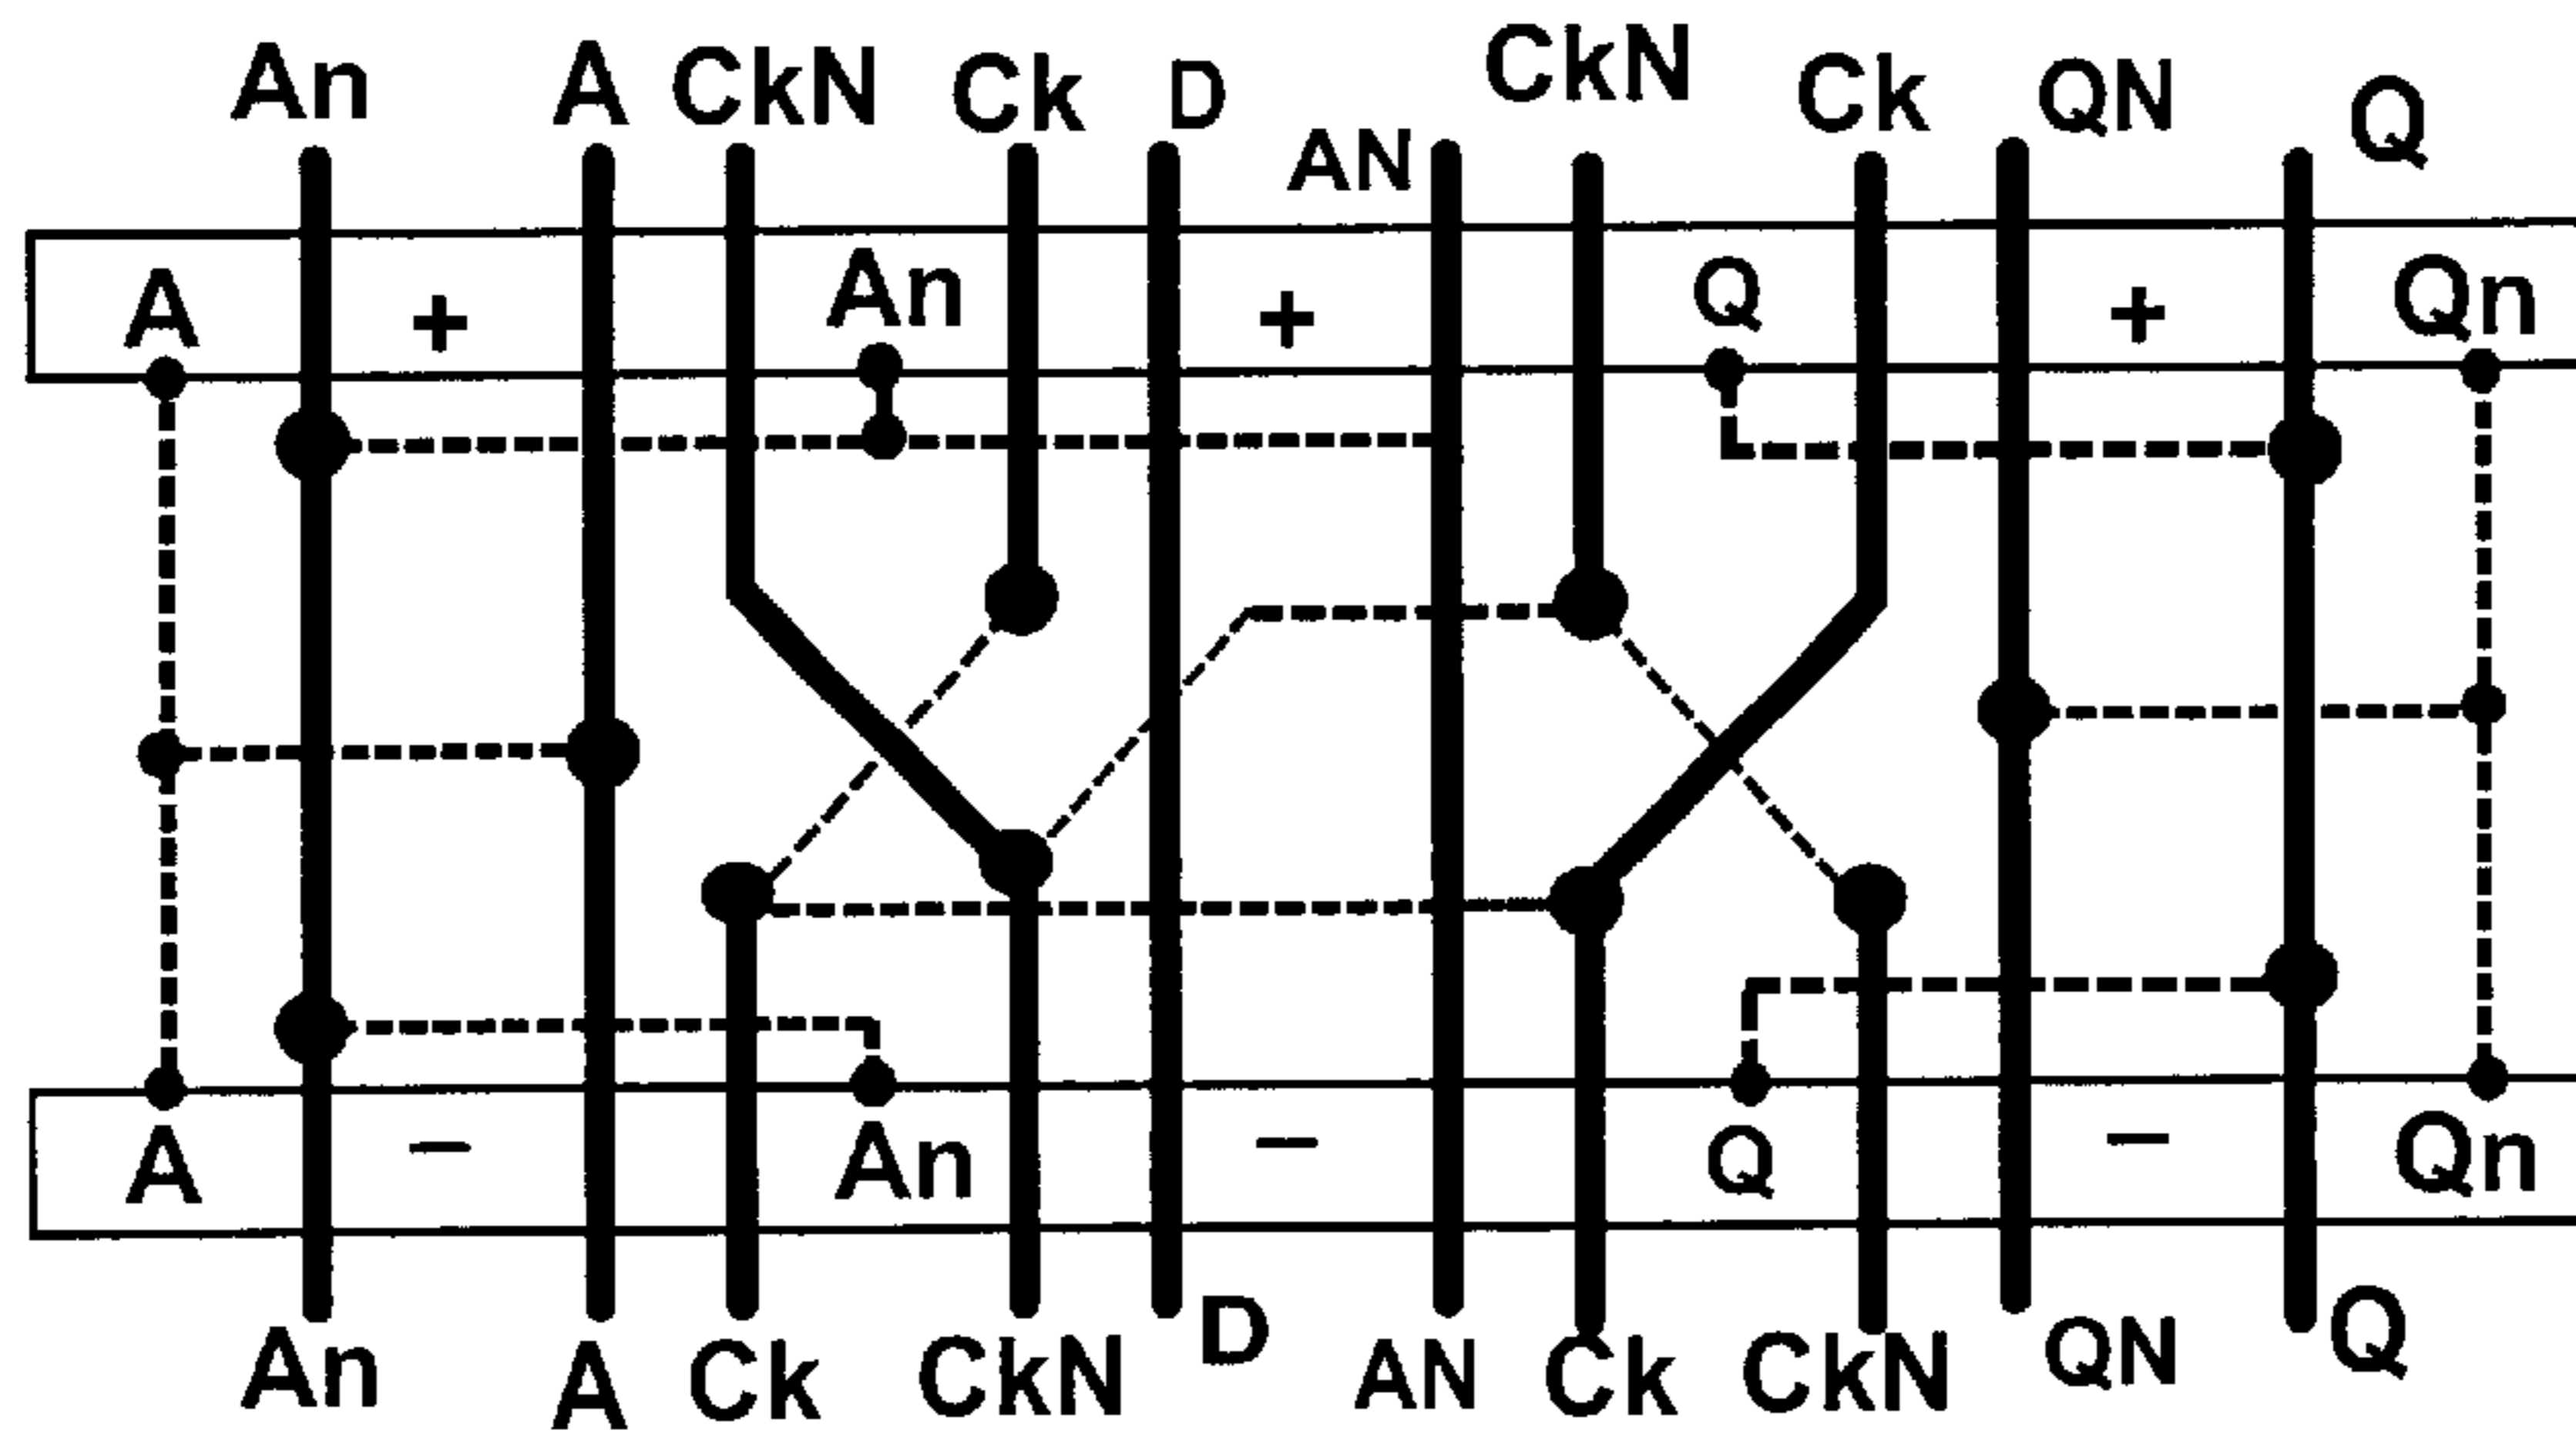 An A CkN Ck D AN CkN Ck QN Q
A + An + Q + Qn
A − An − Q − Qn
An A Ck CkN D AN Ck CkN QN Q